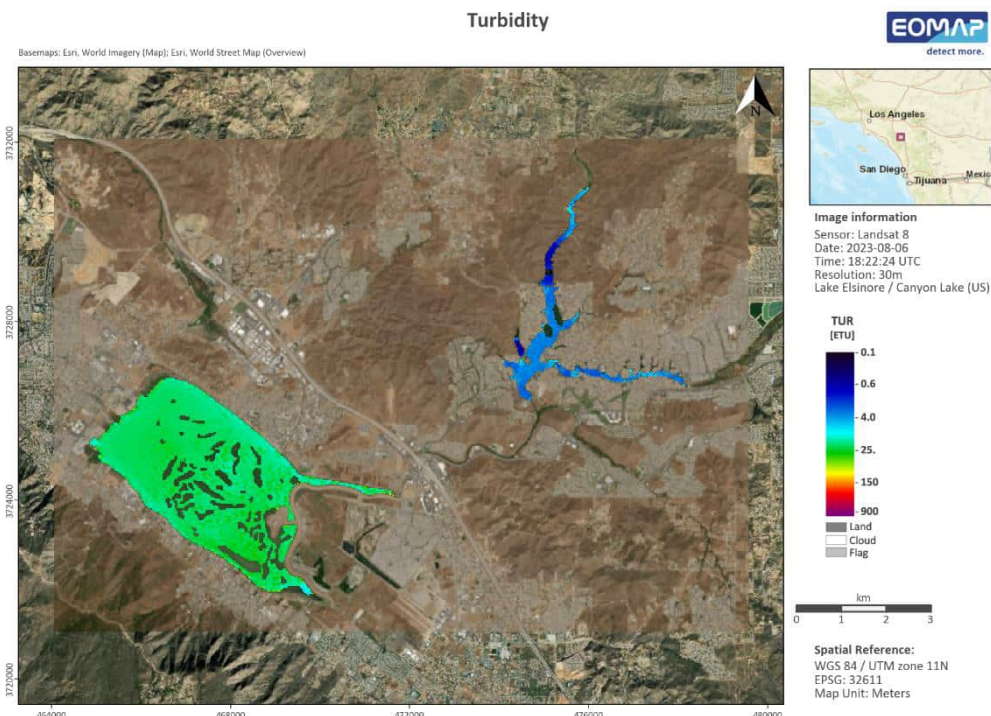 Turbidity
EOMAP
detect more.
Basemaps: Esri, World Imagery (Map); Esri, World Street Map (Overview)
N
3732000
3728000
3724000
3720000
464000
468000
472000
476000
480000
Los Angeles
San Diego
Tijuana
Mexic
Image information
Sensor: Landsat 8
Date: 2023-08-06
Time: 18:22:24 UTC
Resolution: 30m
Lake Elsinore / Canyon Lake (US)
TUR
[ETU]
0.1
0.6
4.0
25.
150
900
Land
Cloud
Flag
km
0 1 2 3
Spatial Reference:
WGS 84 / UTM zone 11N
EPSG: 32611
Map Unit: Meters